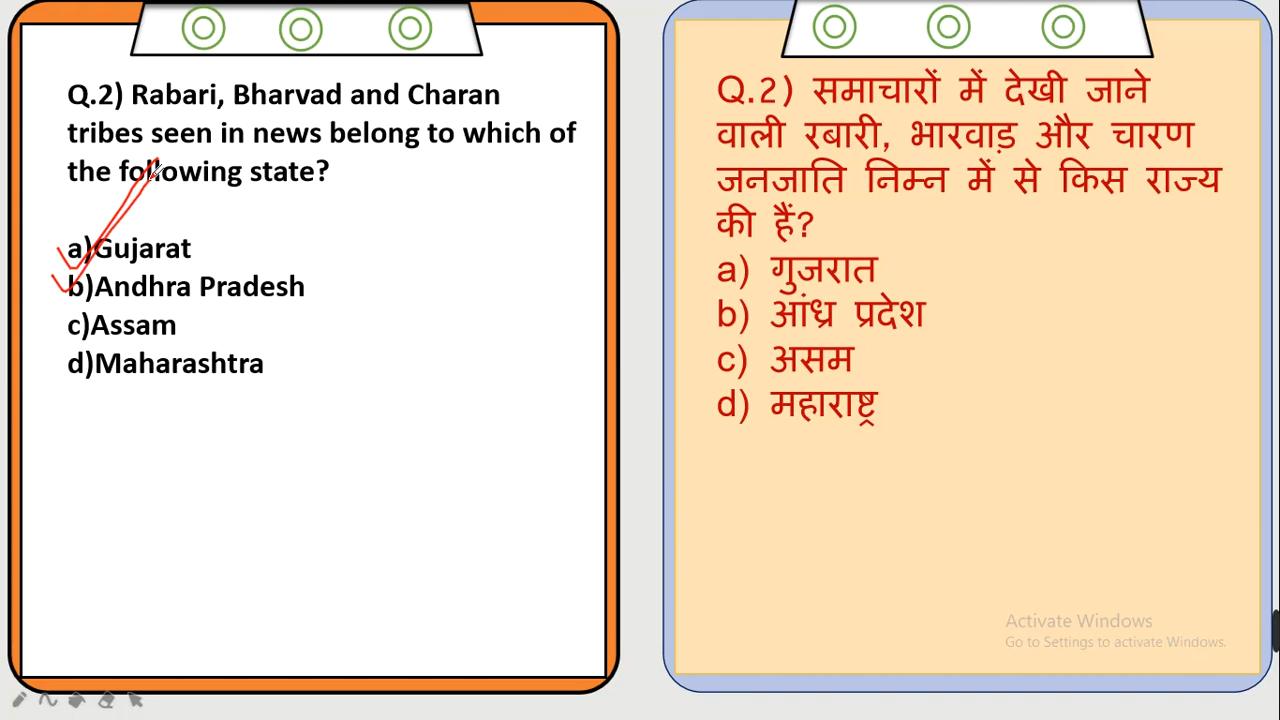 Q.2) Rabari, Bharvad and Charan
tribes seen in news belong to which of
the following state?
a)Gujarat
b)Andhra Pradesh
c)Assam
d)Maharashtra
Q.2) समाचारों में देखी जाने
वाली रबारी, भारवाड़ और चारण
जनजाति निम्न में से किस राज्य
की हैं?
a) गुजरात
b) आंध्र प्रदेश
c) असम
d) महाराष्ट्र
Activate Windows
Go to Settings to activate Windows.